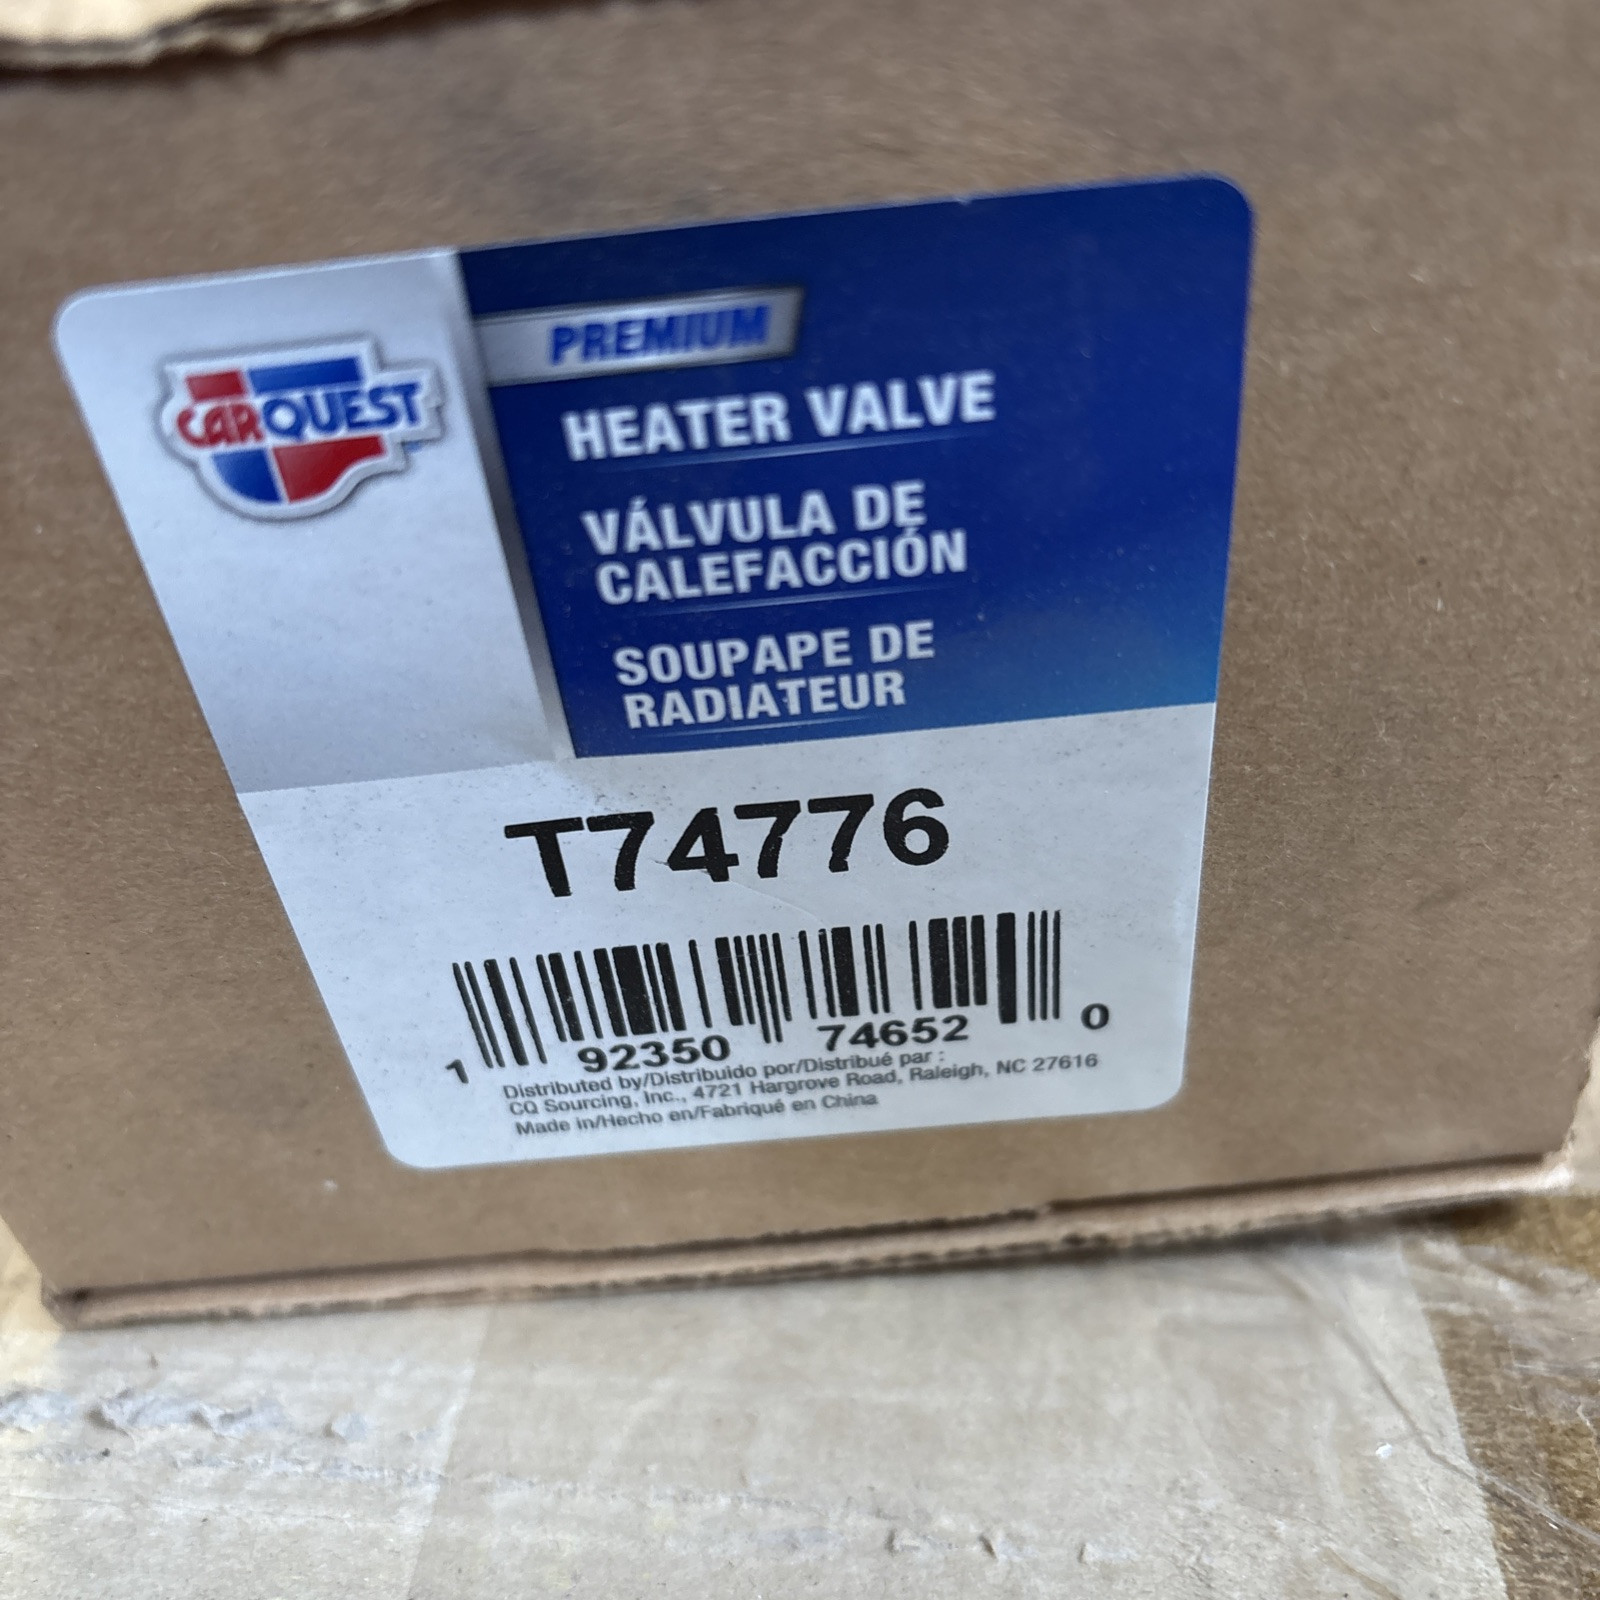 CARQUEST
PREMIUM
HEATER VALVE
VÁLVULA DE
CALEFACCIÓN
SOUPAPE DE
RADIATEUR
T74776
1 92350 74652 0
Distributed by/Distribuido por/Distribué par :
CQ Sourcing, Inc., 4721 Hargrove Road, Raleigh, NC 27616
Made in/Hecho en/Fabriqué en China